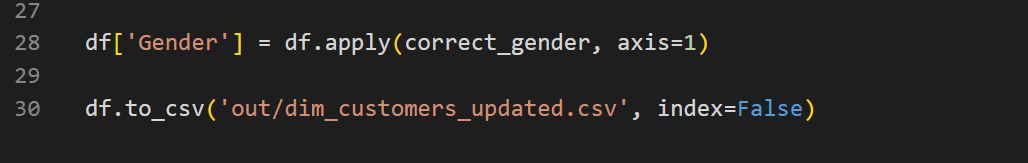 27
28 df['Gender'] = df.apply(correct_gender, axis=1)
29
30 df.to_csv('out/dim_customers_updated.csv', index=False)